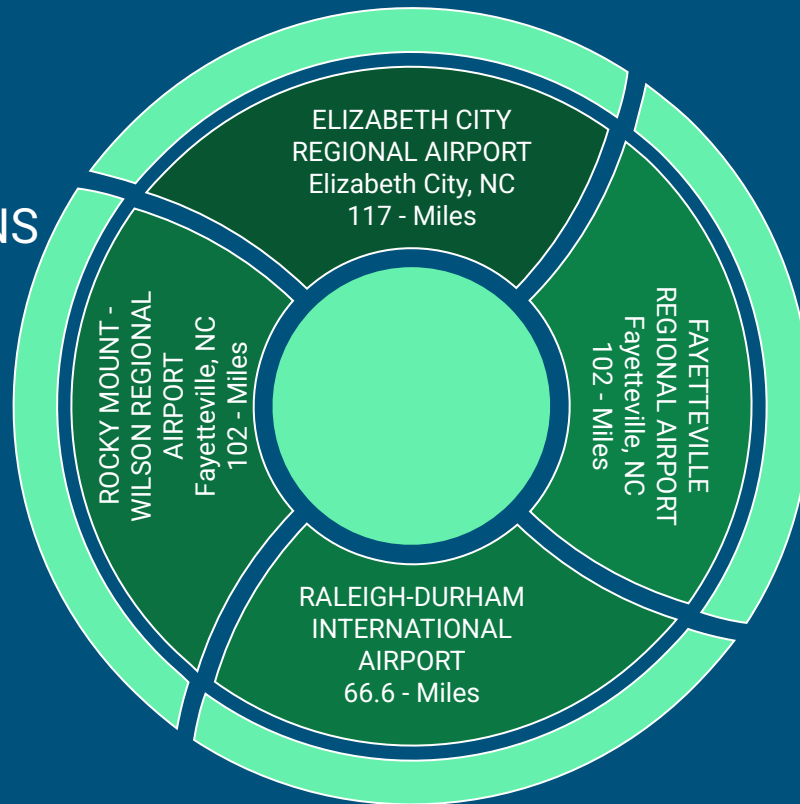 NS
ELIZABETH CITY
REGIONAL AIRPORT
Elizabeth City, NC
117 - Miles
FAYETTEVILLE
REGIONAL AIRPORT
Fayetteville, NC
102 - Miles
RALEIGH-DURHAM
INTERNATIONAL
AIRPORT
66.6 - Miles
ROCKY MOUNT -
WILSON REGIONAL
AIRPORT
Fayetteville, NC
102 - Miles